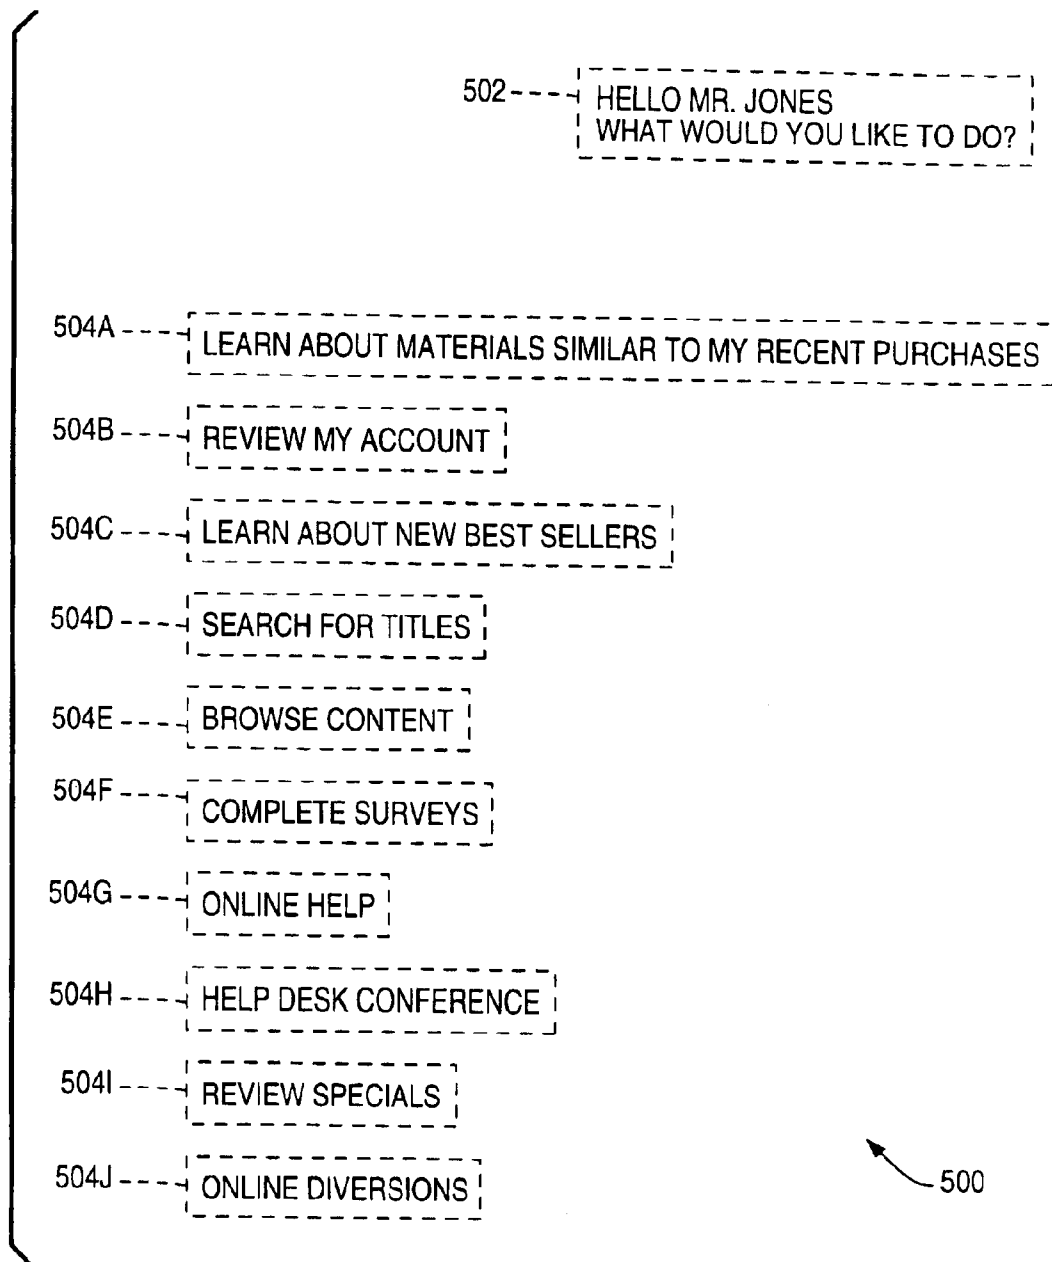 502 HELLO MR. JONES
WHAT WOULD YOU LIKE TO DO?
504A LEARN ABOUT MATERIALS SIMILAR TO MY RECENT PURCHASES
504B REVIEW MY ACCOUNT
504C LEARN ABOUT NEW BEST SELLERS
504D SEARCH FOR TITLES
504E BROWSE CONTENT
504F COMPLETE SURVEYS
504G ONLINE HELP
504H HELP DESK CONFERENCE
504I REVIEW SPECIALS
504J ONLINE DIVERSIONS
500